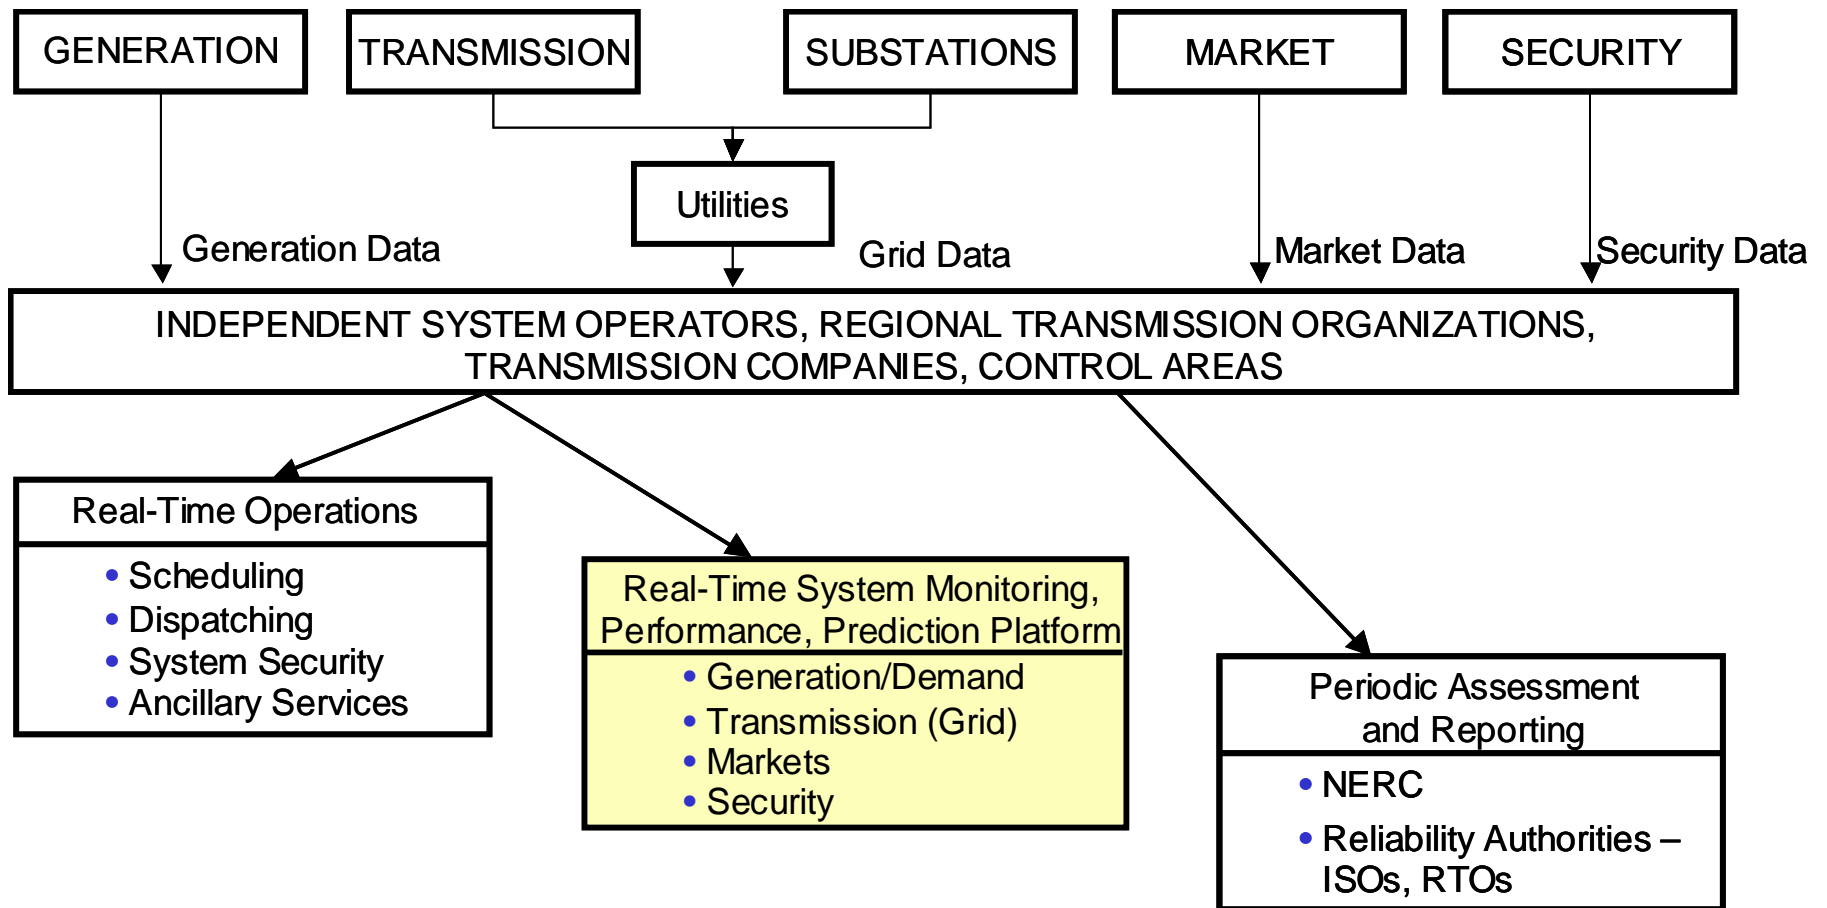 GENERATION
TRANSMISSION
SUBSTATIONS
MARKET
SECURITY
Utilities
Generation Data
Grid Data
Market Data
Security Data
INDEPENDENT SYSTEM OPERATORS, REGIONAL TRANSMISSION ORGANIZATIONS,
TRANSMISSION COMPANIES, CONTROL AREAS
Real-Time Operations
• Scheduling
• Dispatching
• System Security
• Ancillary Services
Real-Time System Monitoring,
Performance, Prediction Platform
• Generation/Demand
• Transmission (Grid)
• Markets
• Security
Periodic Assessment
and Reporting
• NERC
• Reliability Authorities –
ISOs, RTOs